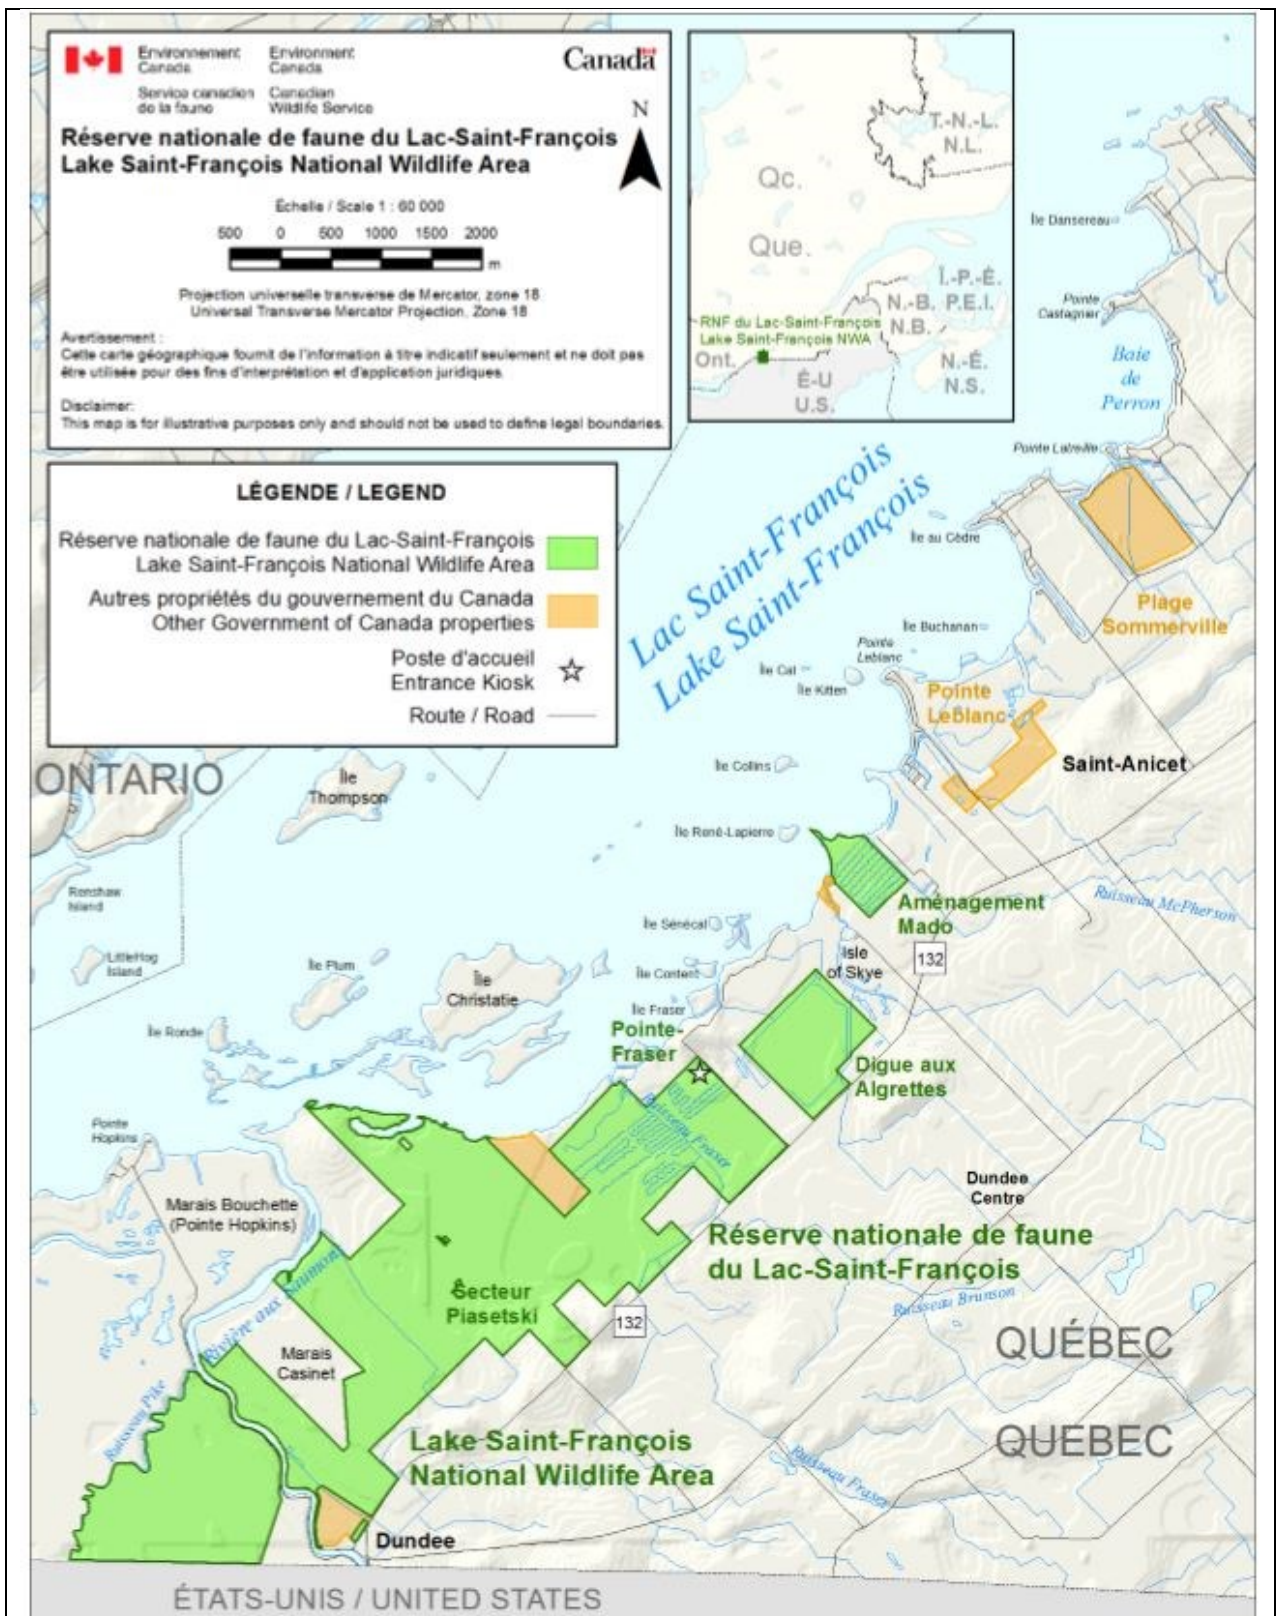 Environnement
Canada
Environment
Canada
Service canadien
de la faune
Canadian
Wildlife Service
Canada
N
Réserve nationale de faune du Lac-Saint-François
Lake Saint-François National Wildlife Area
Échelle / Scale 1 : 60 000
500 0 500 1000 1500 2000
m
Projection universelle transverse de Mercator, zone 18
Universal Transverse Mercator Projection, Zone 18
Avertissement :
Cette carte géographique fournit de l'information à titre indicatif seulement et ne doit pas
être utilisée pour des fins d'interprétation et d'application juridiques.
Disclaimer:
This map is for illustrative purposes only and should not be used to define legal boundaries.
T.-N.-L.
N.L.
Qc.
Que.
Î.-P.-É.
P.E.I.
N.-B.
N.B.
RNF du Lac-Saint-François
Lake Saint-François NWA
Ont.
É-U
U.S.
N.-É.
N.S.
LÉGENDE / LEGEND
Réserve nationale de faune du Lac-Saint-François
Lake Saint-François National Wildlife Area
Autres propriétés du gouvernement du Canada
Other Government of Canada properties
Poste d'accueil
Entrance Kiosk
Route / Road
Île Dansereau
Pointe
Castagnier
Baie
de
Perron
Pointe Latreille
Lac Saint-François
Lake Saint-François
Île au Cèdre
Plage
Sommerville
Île Buchanan
Pointe
Leblanc
Île Cat
Île Kitten
Pointe
LeBlanc
Saint-Anicet
Île Collins
ONTARIO
Île
Thompson
Île René-Lapierre
Renshaw
Island
Ruisseau McPherson
Aménagement
Mado
132
Île Sénécal
Isle
of Skye
LittleHog
Island
Île Plum
Île
Christatie
Île Content
Île Fraser
Île Ronde
Pointe-
Fraser
Digue aux
Aigrettes
Ruisseau Fraser
Pointe
Hopkins
Marais Bouchette
(Pointe Hopkins)
Dundee
Centre
Réserve nationale de faune
du Lac-Saint-François
Rivière aux Saumons
Secteur
Piasetski
132
Ruisseau Brunson
Marais
Casinet
QUÉBEC
QUEBEC
Ruisseau Pike
Lake Saint-François
National Wildlife Area
Ruisseau Fraser
Dundee
ÉTATS-UNIS / UNITED STATES